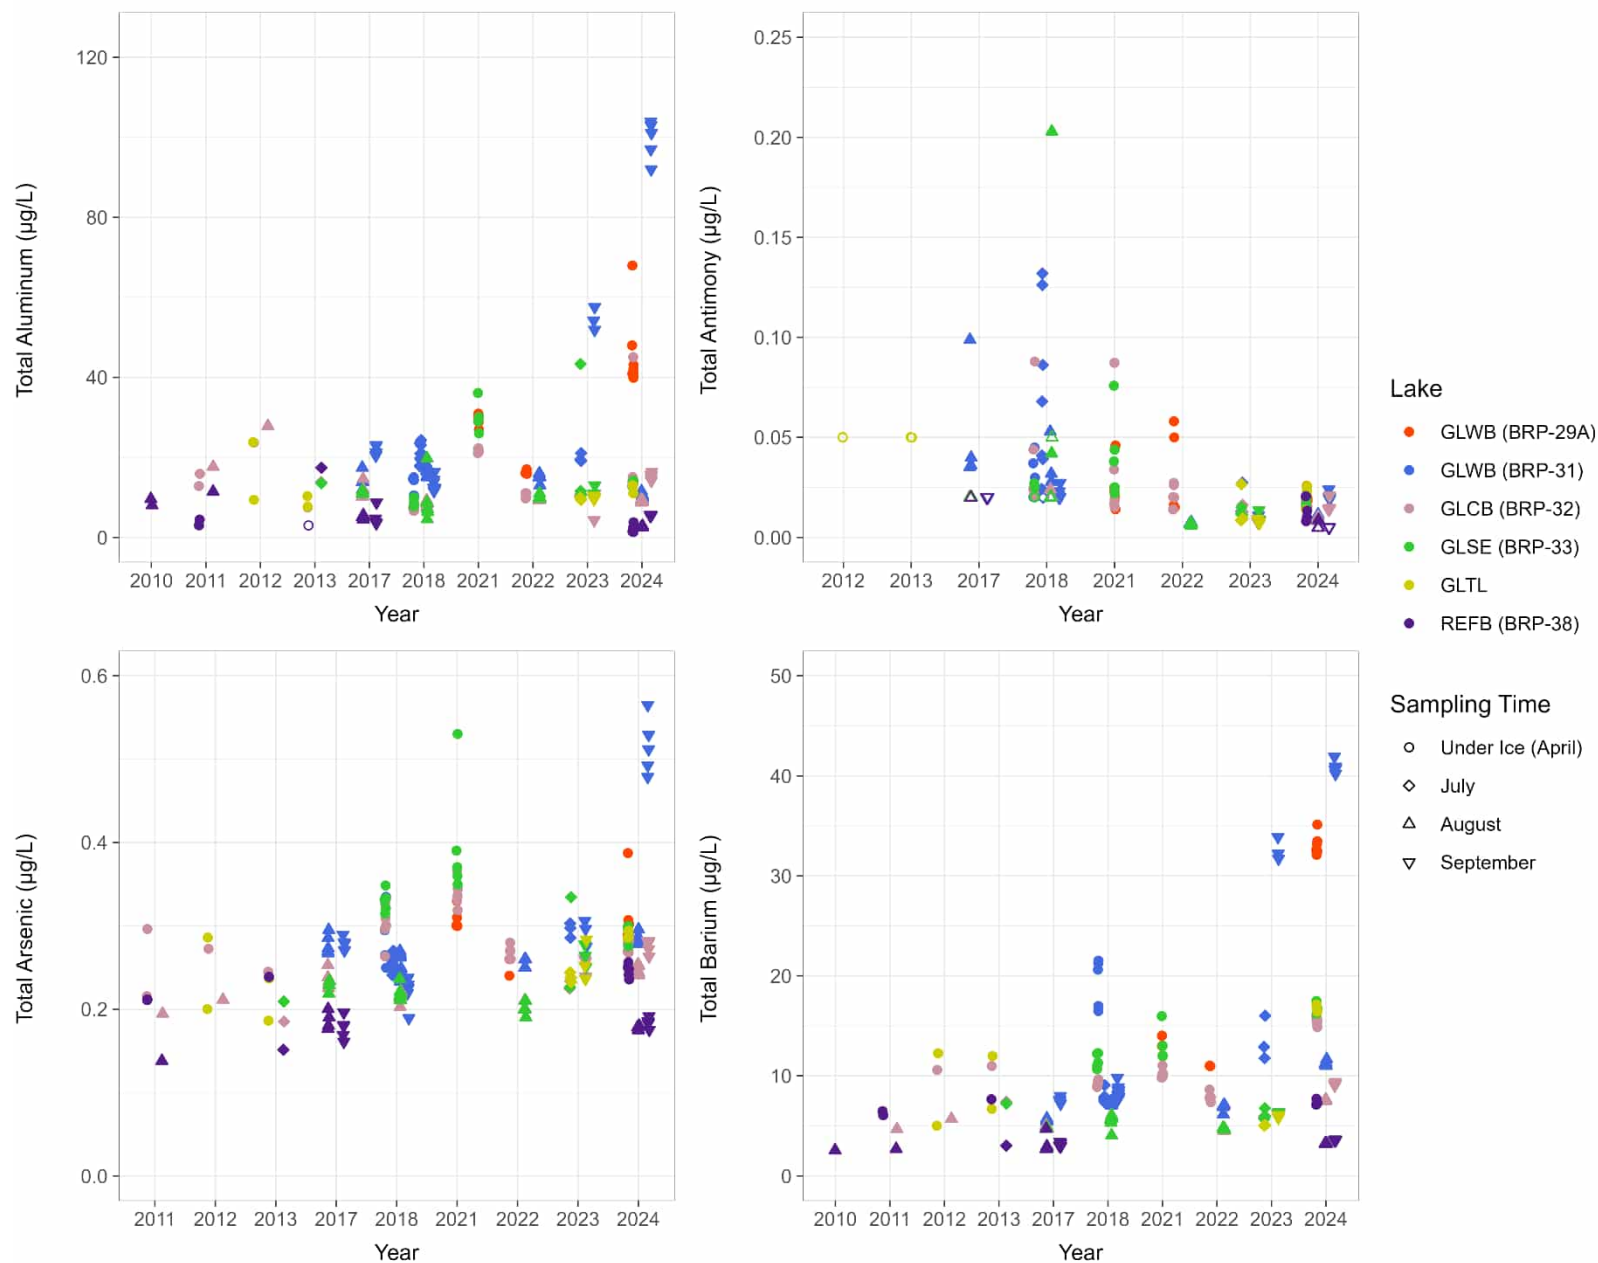 Total Aluminum (µg/L)
120
80
40
0
2010 2011 2012 2013 2017 2018 2021 2022 2023 2024
Year
Total Antimony (µg/L)
0.25
0.20
0.15
0.10
0.05
0.00
2012 2013 2017 2018 2021 2022 2023 2024
Year
Total Arsenic (µg/L)
0.6
0.4
0.2
0.0
2011 2012 2013 2017 2018 2021 2022 2023 2024
Year
Total Barium (µg/L)
50
40
30
20
10
0
2010 2011 2012 2013 2017 2018 2021 2022 2023 2024
Year
Lake
GLWB (BRP-29A)
GLWB (BRP-31)
GLCB (BRP-32)
GLSE (BRP-33)
GLTL
REFB (BRP-38)
Sampling Time
Under Ice (April)
July
August
September